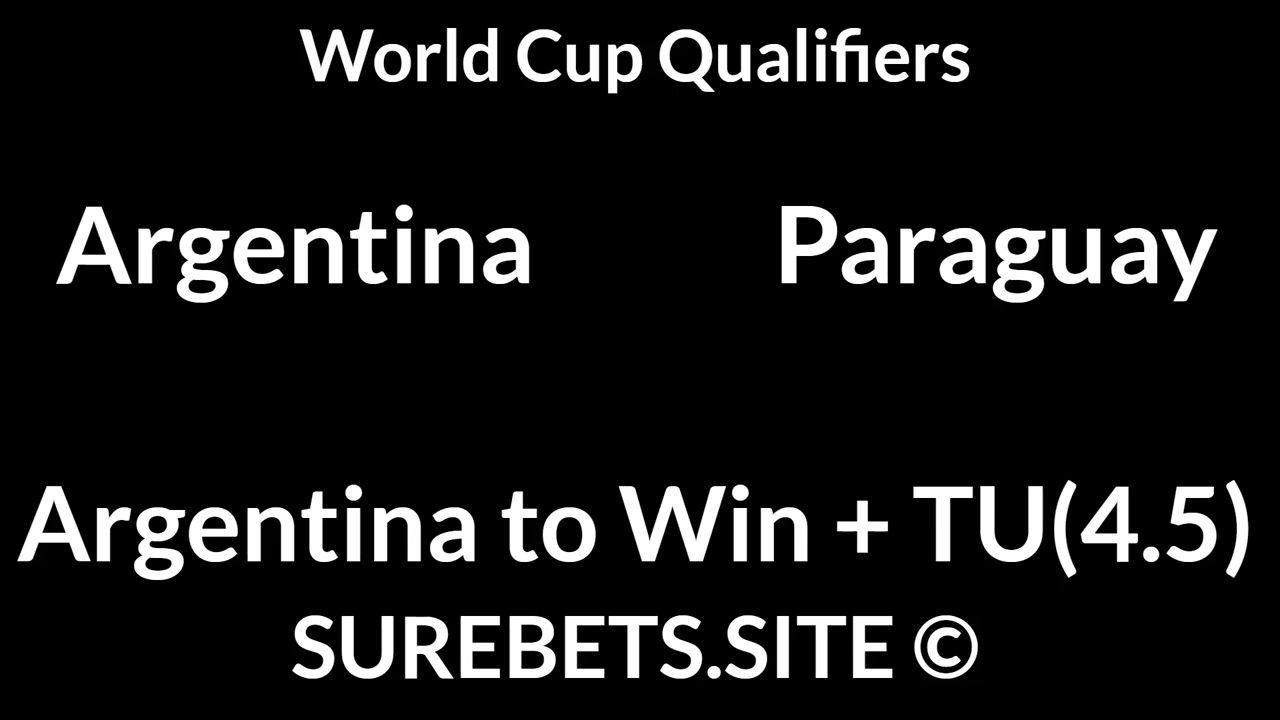 World Cup Qualifiers
Argentina Paraguay
Argentina to Win + TU(4.5)
SUREBETS.SITE ©